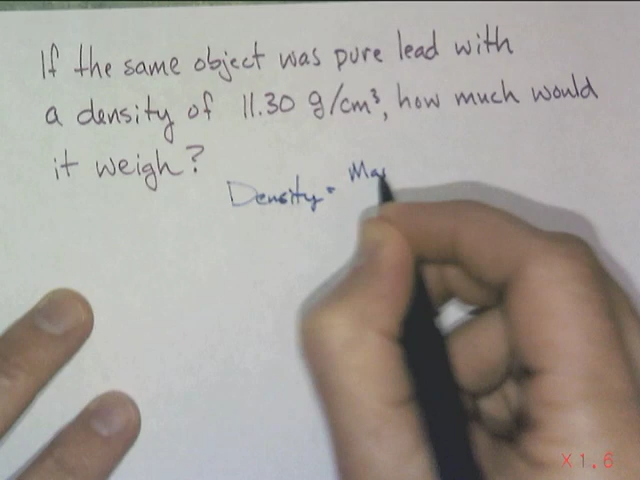 If the same object was pure lead with
a density of 11.30 g/cm³, how much would
it weigh?
Density = Mas
X1.6